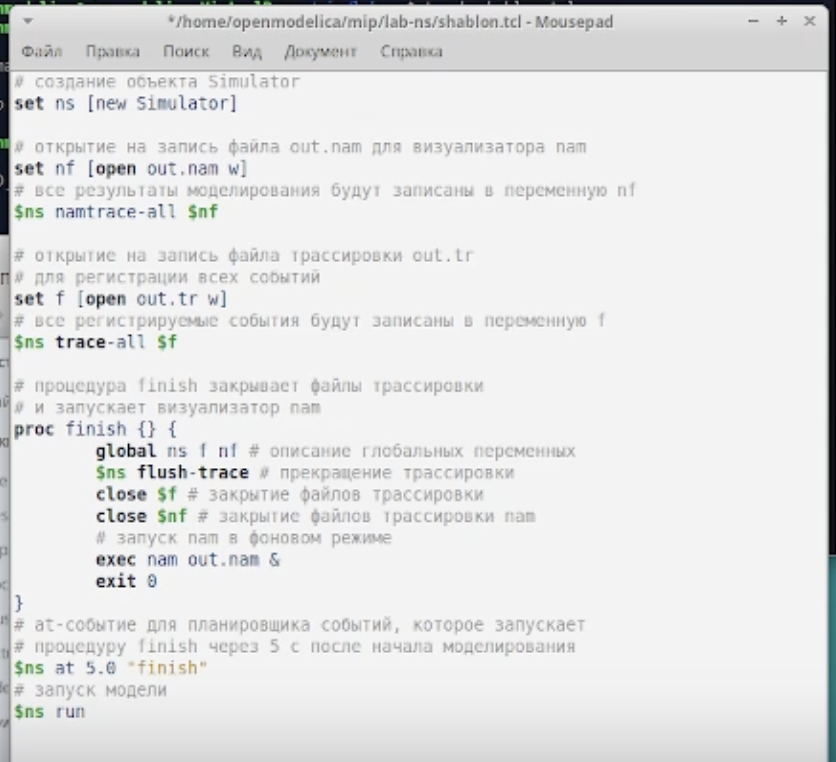 */home/openmodelica/mip/lab-ns/shablon.tcl - Mousepad
Файл Правка Поиск Вид Документ Справка
# создание объекта Simulator
set ns [new Simulator]
# открытие на запись файла out.nam для визуализатора nam
set nf [open out.nam w]
# все результаты моделирования будут записаны в переменную nf
$ns namtrace-all $nf
# открытие на запись файла трассировки out.tr
# для регистрации всех событий
set f [open out.tr w]
# все регистрируемые события будут записаны в переменную f
$ns trace-all $f
# процедура finish закрывает файлы трассировки
# и запускает визуализатор nam
proc finish {} {
global ns f nf # описание глобальных переменных
$ns flush-trace # прекращение трассировки
close $f # закрытие файлов трассировки
close $nf # закрытие файлов трассировки nam
# запуск nam в фоновом режиме
exec nam out.nam &
exit 0
}
# at-событие для планировщика событий, которое запускает
# процедуру finish через 5 с после начала моделирования
$ns at 5.0 "finish"
# запуск модели
$ns run